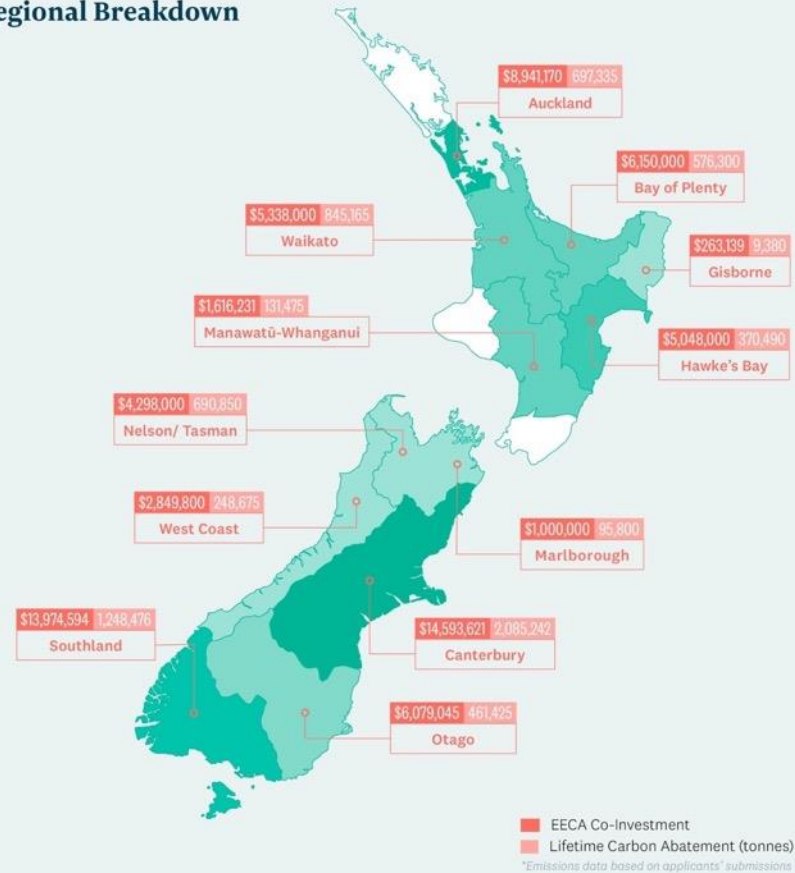 egional Breakdown
$8,941,170 697,335
Auckland
$6,150,000 576,300
Bay of Plenty
$5,338,000 845,165
Waikato
$263,139 9,380
Gisborne
$1,616,231 131,475
Manawatū-Whanganui
$5,048,000 370,490
Hawke's Bay
$4,298,000 690,850
Nelson/ Tasman
$2,849,800 248,675
West Coast
$1,000,000 95,800
Marlborough
$13,974,594 1,248,476
Southland
$14,593,621 2,085,242
Canterbury
$6,079,045 461,425
Otago
EECA Co-Investment
Lifetime Carbon Abatement (tonnes)
*Emissions data based on applicants' submissions